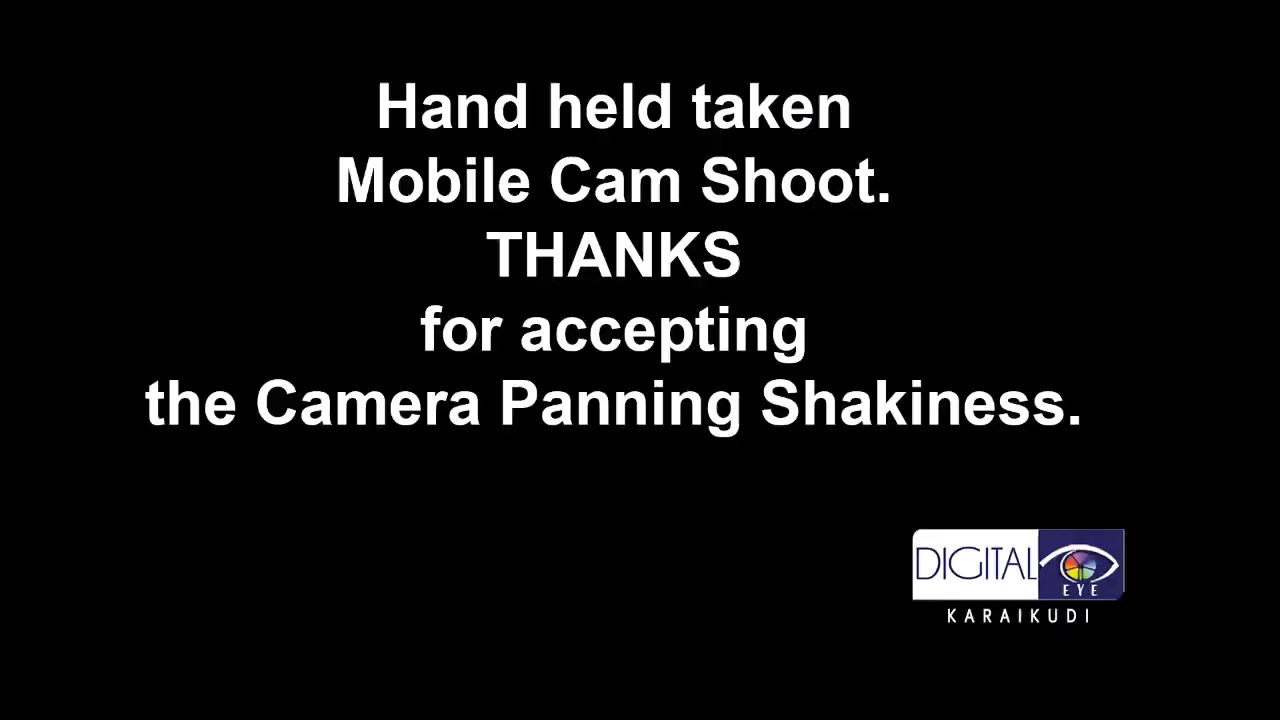 Hand held taken
Mobile Cam Shoot.
THANKS
for accepting
the Camera Panning Shakiness.
DIGITAL
EYE
KARAIKUDI